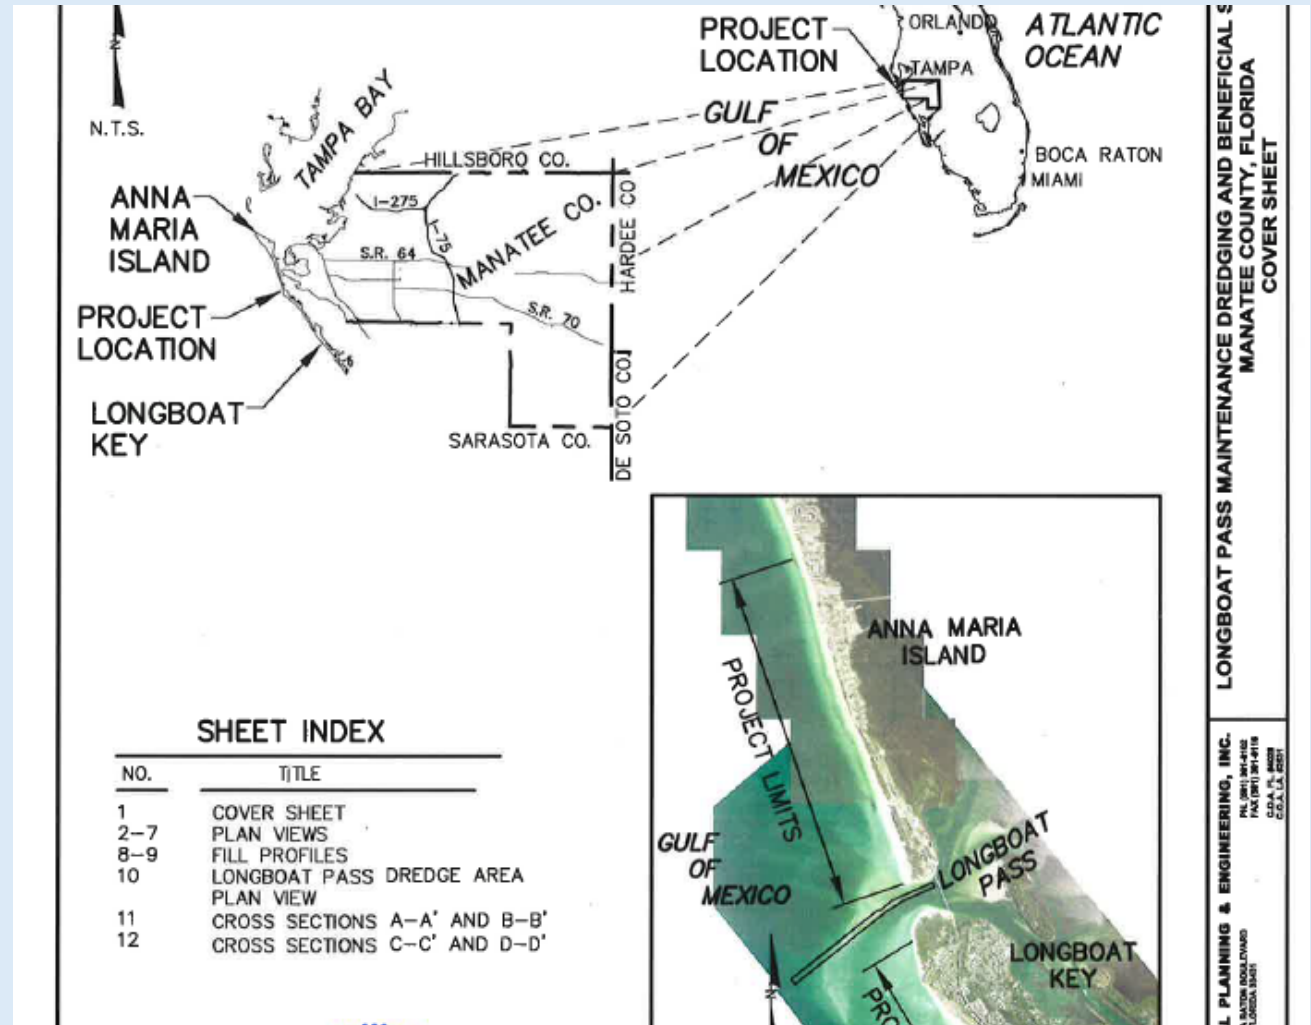 N
N.T.S.
TAMPA BAY
ANNA
MARIA
ISLAND
PROJECT
LOCATION
LONGBOAT
KEY
HILLSBORO CO.
I-275
I-75
S.R. 64
MANATEE CO.
S.R. 70
HARDEE CO
DE SOTO CO.
SARASOTA CO.
PROJECT
LOCATION
ORLANDO
TAMPA
ATLANTIC
OCEAN
GULF
OF
MEXICO
BOCA RATON
MIAMI
SHEET INDEX
NO. TITLE
1 COVER SHEET
2-7 PLAN VIEWS
8-9 FILL PROFILES
10 LONGBOAT PASS DREDGE AREA
PLAN VIEW
11 CROSS SECTIONS A-A' AND B-B'
12 CROSS SECTIONS C-C' AND D-D'
ANNA MARIA
ISLAND
PROJECT LIMITS
GULF
OF
MEXICO
LONGBOAT
PASS
LONGBOAT
KEY
N
PRO
LONGBOAT PASS MAINTENANCE DREDGING AND BENEFICIAL S
MANATEE COUNTY, FLORIDA
COVER SHEET
L PLANNING & ENGINEERING, INC.
RATON BOULEVARD